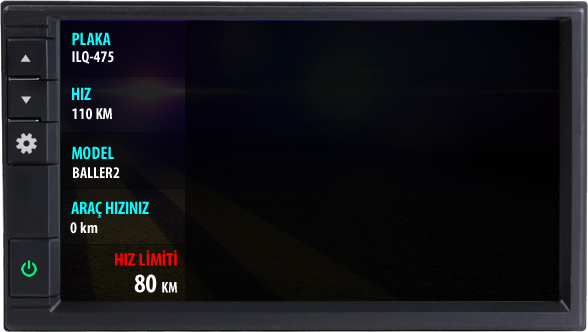 PLAKA
ILQ-475
HIZ
110 KM
MODEL
BALLER2
ARAÇ HIZINIZ
0 km
HIZ LİMİTİ
80 KM